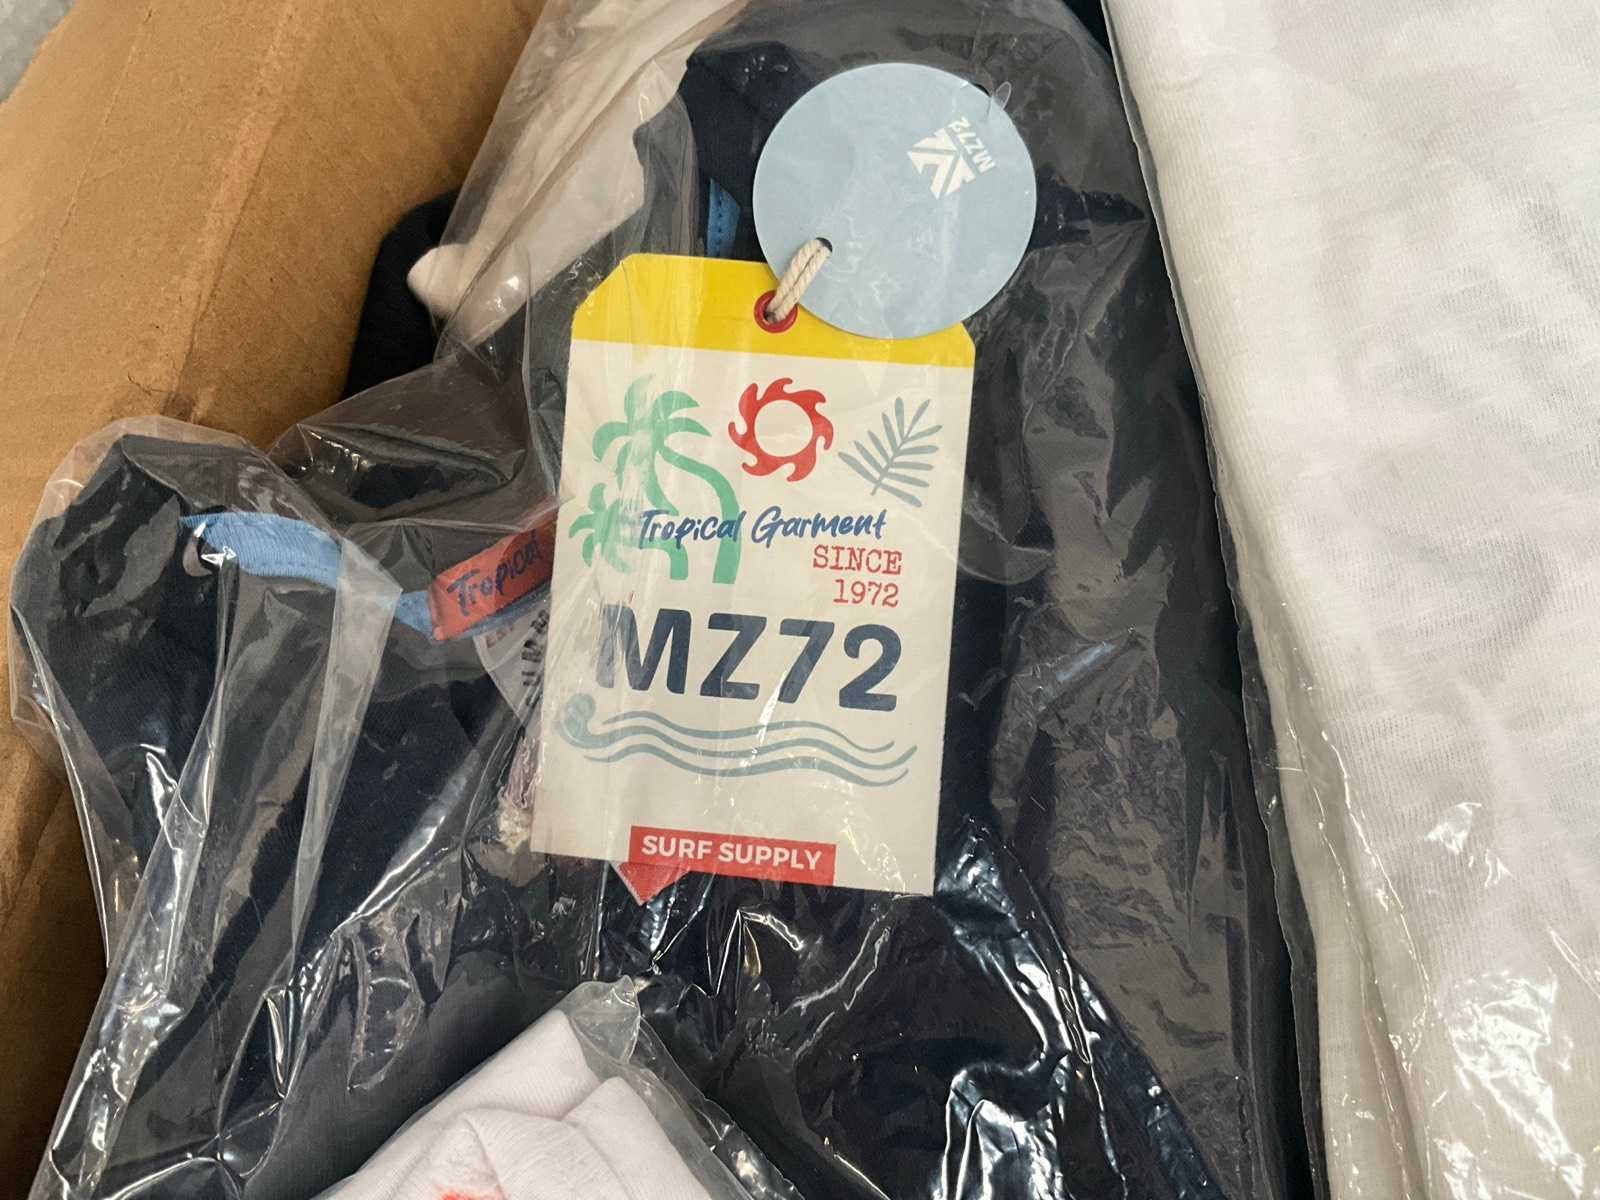 MZ72
Tropical Garment
SINCE
1972
MZ72
SURF SUPPLY
Tropical